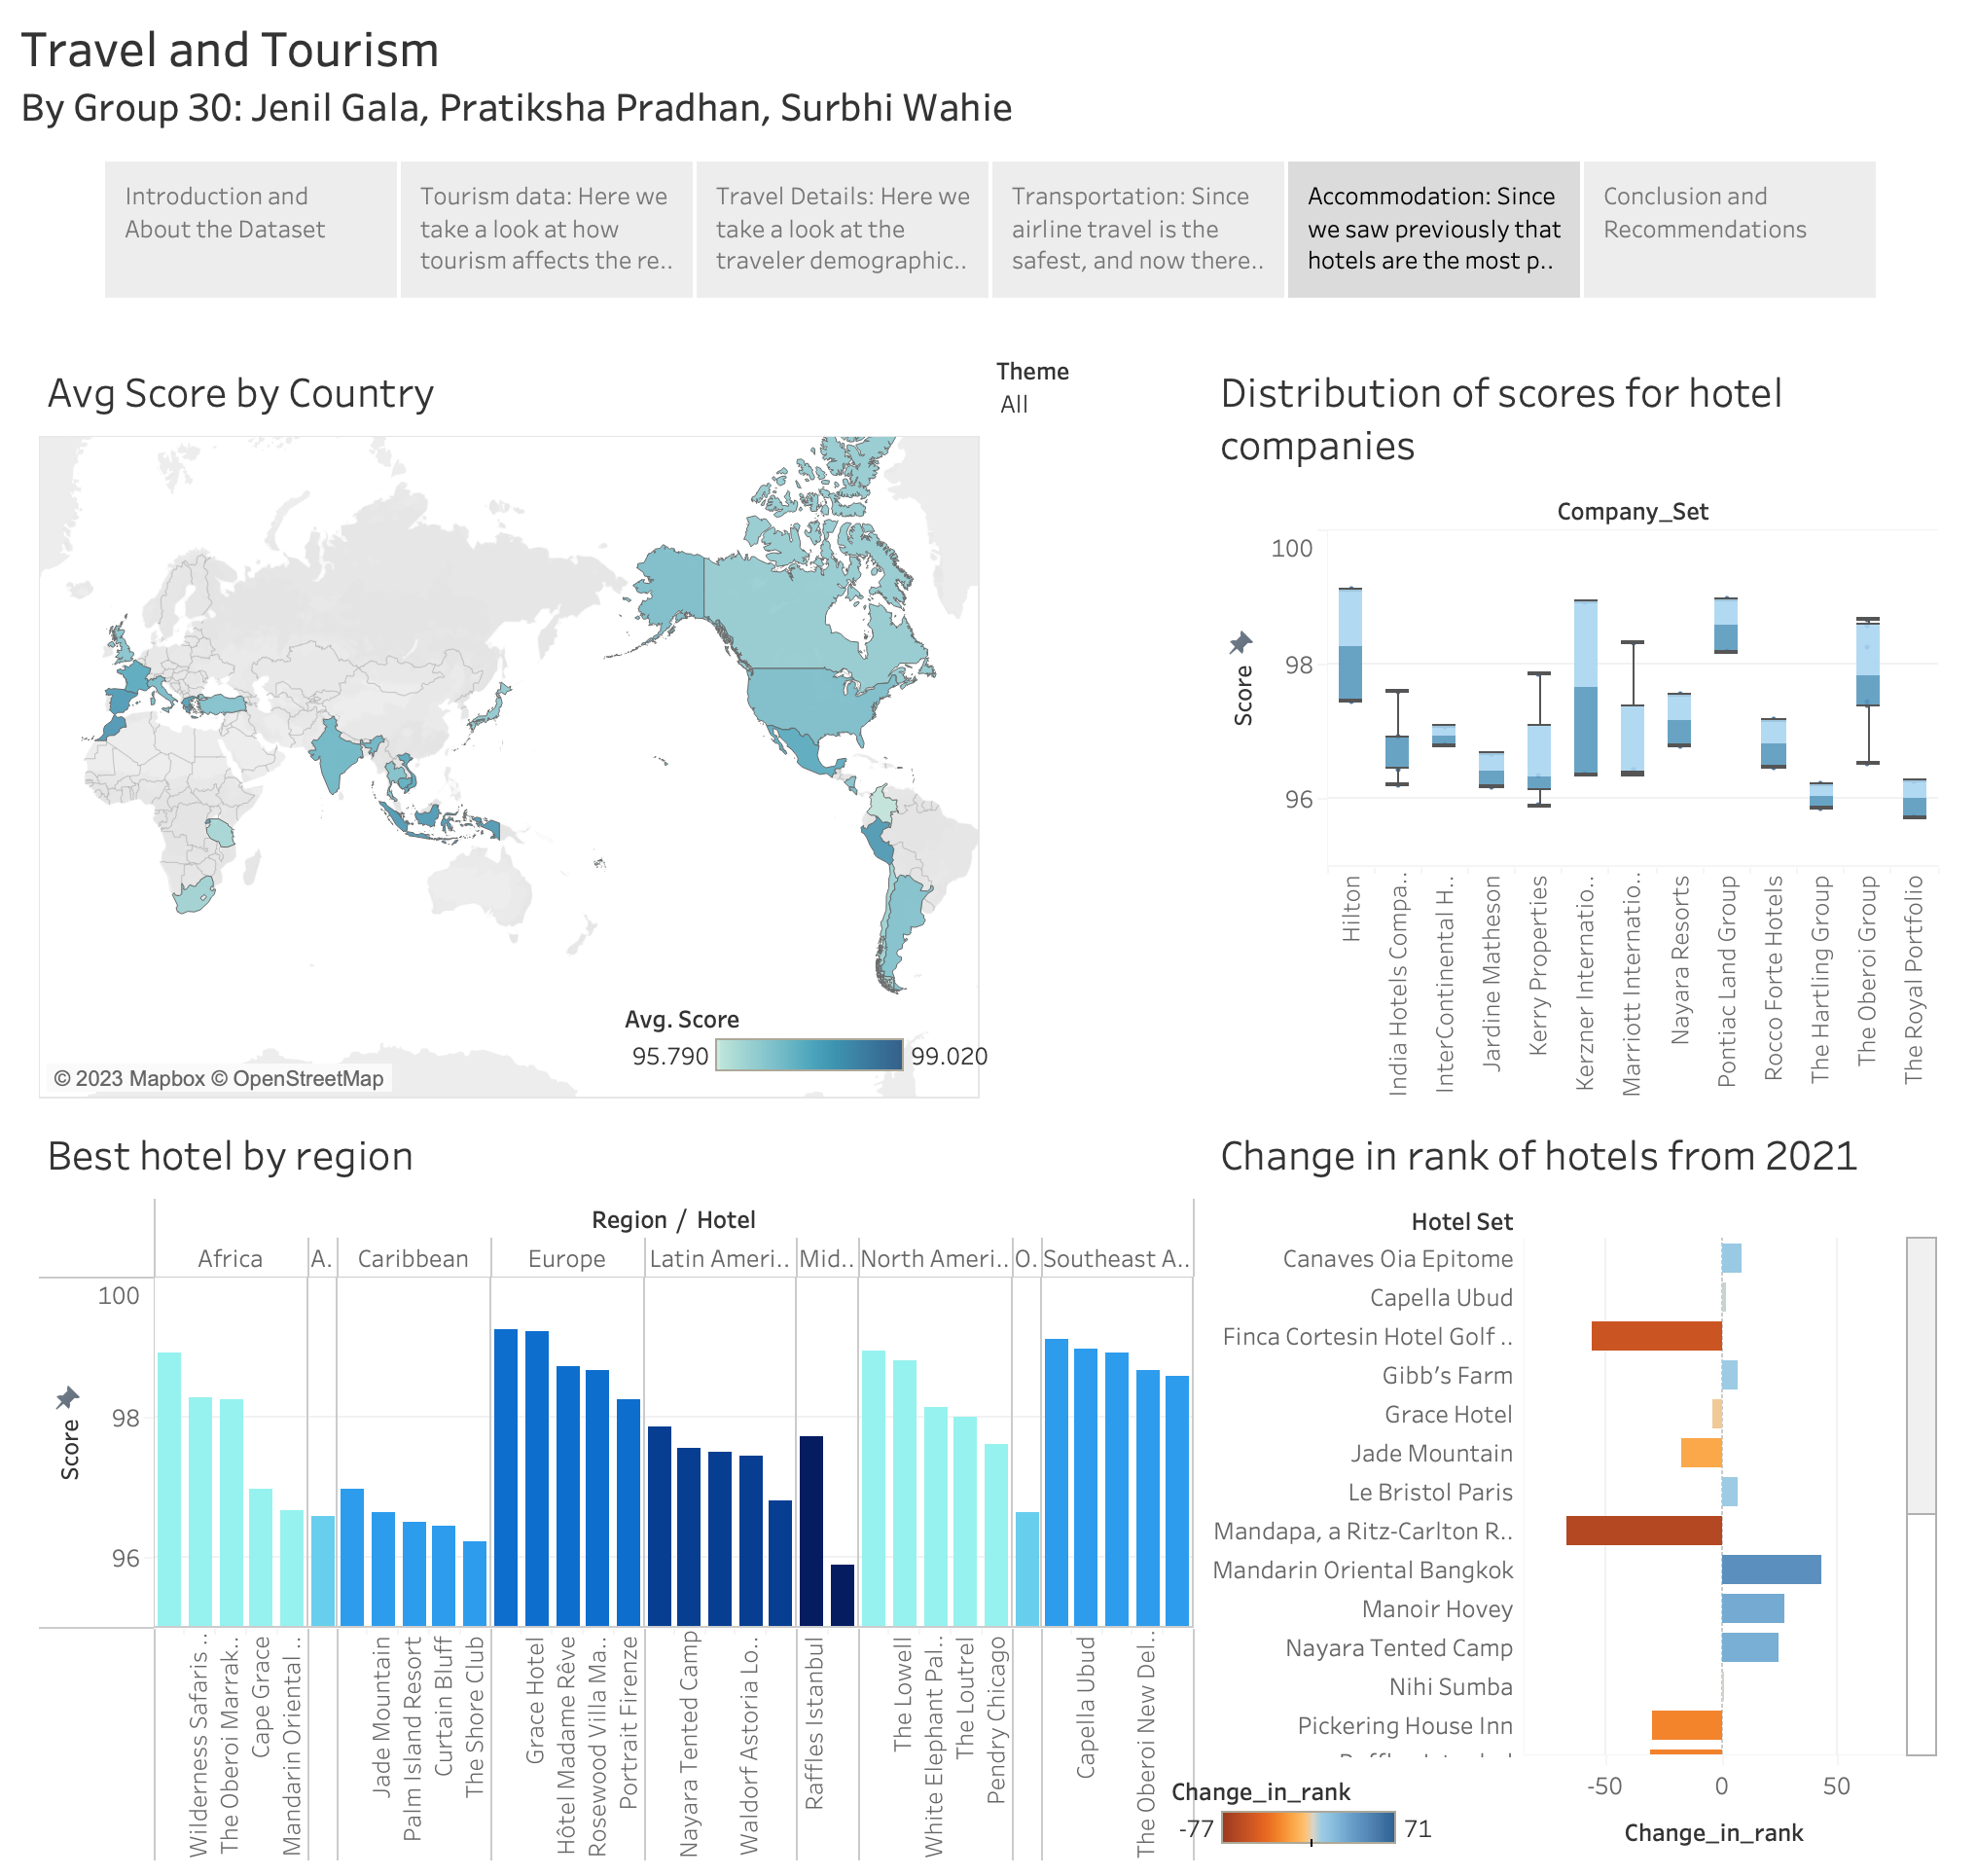 Travel and Tourism
By Group 30: Jenil Gala, Pratiksha Pradhan, Surbhi Wahie
Introduction and
About the Dataset
Tourism data: Here we
take a look at how
tourism affects the re..
Travel Details: Here we
take a look at the
traveler demographic..
Transportation: Since
airline travel is the
safest, and now there..
Accommodation: Since
we saw previously that
hotels are the most p..
Conclusion and
Recommendations
Avg Score by Country
Theme
All
Avg. Score
95.790
99.020
© 2023 Mapbox © OpenStreetMap
Distribution of scores for hotel
companies
Company_Set
100
98
96
Score
Hilton
India Hotels Compa..
InterContinental H..
Jardine Matheson
Kerry Properties
Kerzner Internatio..
Marriott Internatio..
Nayara Resorts
Pontiac Land Group
Rocco Forte Hotels
The Hartling Group
The Oberoi Group
The Royal Portfolio
Best hotel by region
Region / Hotel
Africa
A.
Caribbean
Europe
Latin Ameri..
Mid..
North Ameri..
O.
Southeast A..
100
98
96
Score
Wilderness Safaris ..
The Oberoi Marrak..
Cape Grace
Mandarin Oriental ..
Jade Mountain
Palm Island Resort
Curtain Bluff
The Shore Club
Grace Hotel
Hôtel Madame Rêve
Rosewood Villa Ma..
Portrait Firenze
Nayara Tented Camp
Waldorf Astoria Lo..
Raffles Istanbul
The Lowell
White Elephant Pal..
The Loutrel
Pendry Chicago
Capella Ubud
The Oberoi New Del..
Change in rank of hotels from 2021
Hotel Set
Canaves Oia Epitome
Capella Ubud
Finca Cortesin Hotel Golf ..
Gibb’s Farm
Grace Hotel
Jade Mountain
Le Bristol Paris
Mandapa, a Ritz-Carlton R..
Mandarin Oriental Bangkok
Manoir Hovey
Nayara Tented Camp
Nihi Sumba
Pickering House Inn
-50
0
50
Change_in_rank
Change_in_rank
-77
71